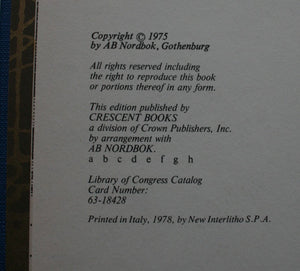 Copyright © 1975
by AB Nordbok, Gothenburg
All rights reserved including
the right to reproduce this book
or portions thereof in any form.
This edition published by
CRESCENT BOOKS
a division of Crown Publishers, Inc.
by arrangement with
AB NORDBOK.
a b c d e f g h
Library of Congress Catalog
Card Number:
63-18428
Printed in Italy, 1978, by New Interlitho S.P.A.